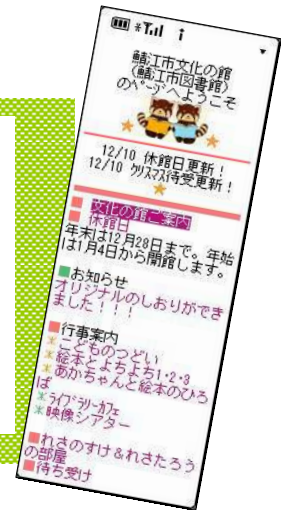 鯖江市文化の館
(鯖江市図書館)
のﾍﾟｰｼﾞへようこそ
12/10 休館日更新!
12/10 ｸﾘｽﾏｽ待受更新!
文化の館ご案内
休館日
年末は12月28日まで。年始
は1月4日から開館します。
お知らせ
オリジナルのしおりができ
ました!!!
行事案内
こどものつどい
絵本とよちよち1・2・3
あかちゃんと絵本のひろ
ば
ﾗｲﾌﾞﾗﾘｰｶﾌｪ
映像シアター
れさのすけ&れさたろう
の部屋
待ち受け